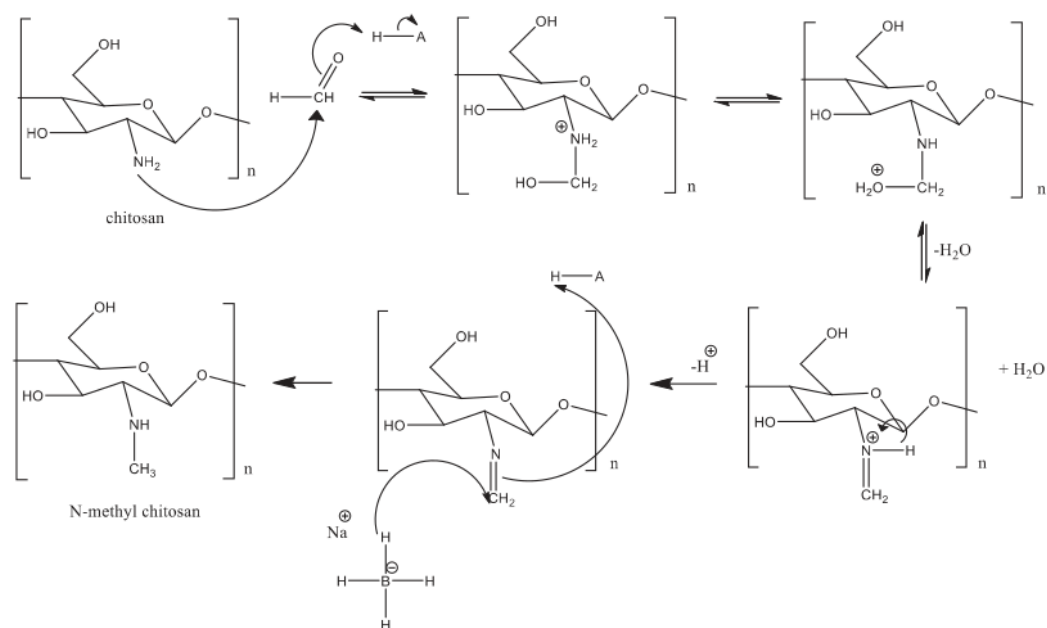 OH
O
O
HO
NH₂
n
chitosan
H—A
O
H—CH
OH
O
O
HO
⊕
NH₂
HO—CH₂
n
OH
O
O
HO
NH
⊕
H₂O—CH₂
n
-H₂O
OH
O
O
HO
NH
CH₃
n
N-methyl chitosan
H—A
OH
O
O
HO
N
CH₂
n
⊕
Na
H
⊖
H—B—H
H
-H⊕
OH
O
O
HO
⊕
N—H
CH₂
n
+ H₂O